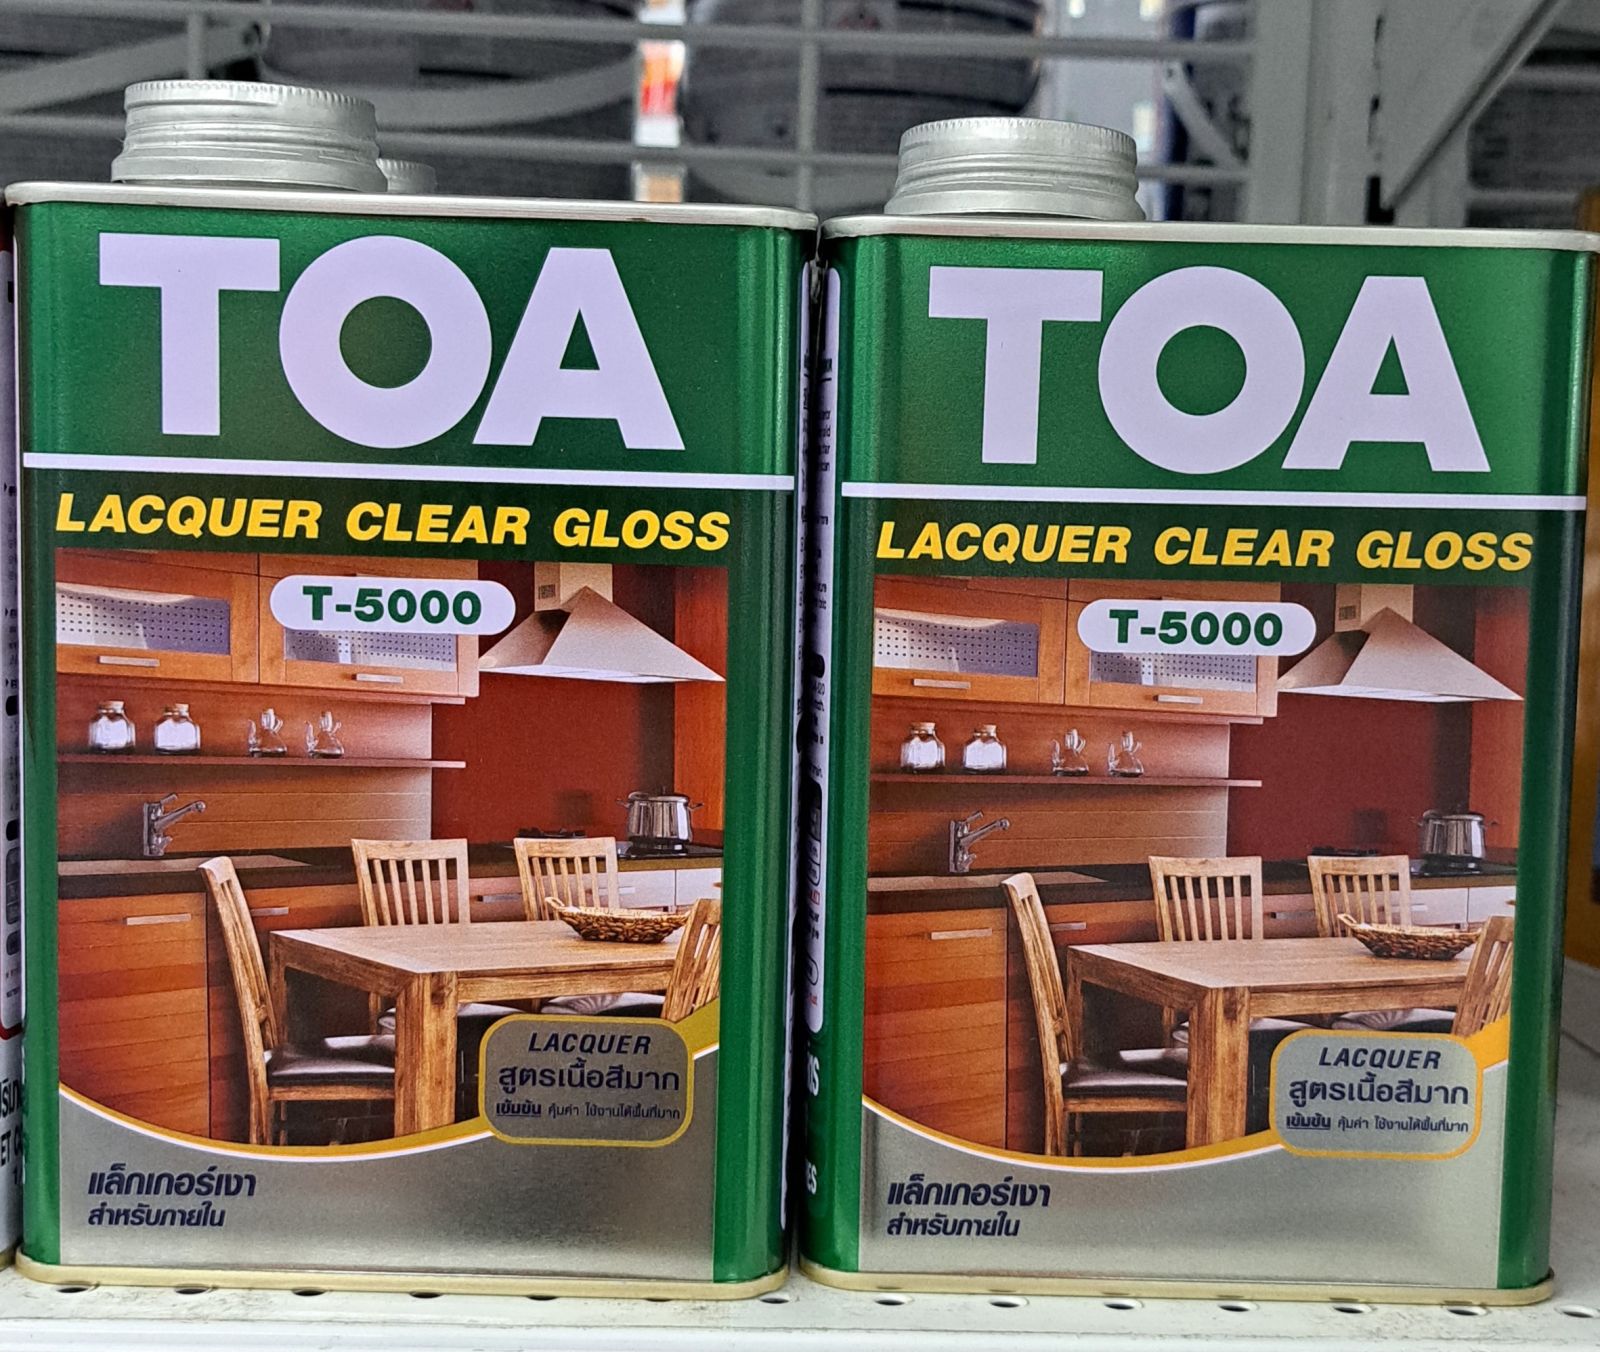 TOA
LACQUER CLEAR GLOSS
T-5000
LACQUER
สูตรเนื้อสีมาก
เข้มข้น คุ้มค่า ใช้งานได้พื้นที่มาก
แล็กเกอร์เงา
สำหรับภายใน
TOA
LACQUER CLEAR GLOSS
T-5000
LACQUER
สูตรเนื้อสีมาก
เข้มข้น คุ้มค่า ใช้งานได้พื้นที่มาก
แล็กเกอร์เงา
สำหรับภายใน